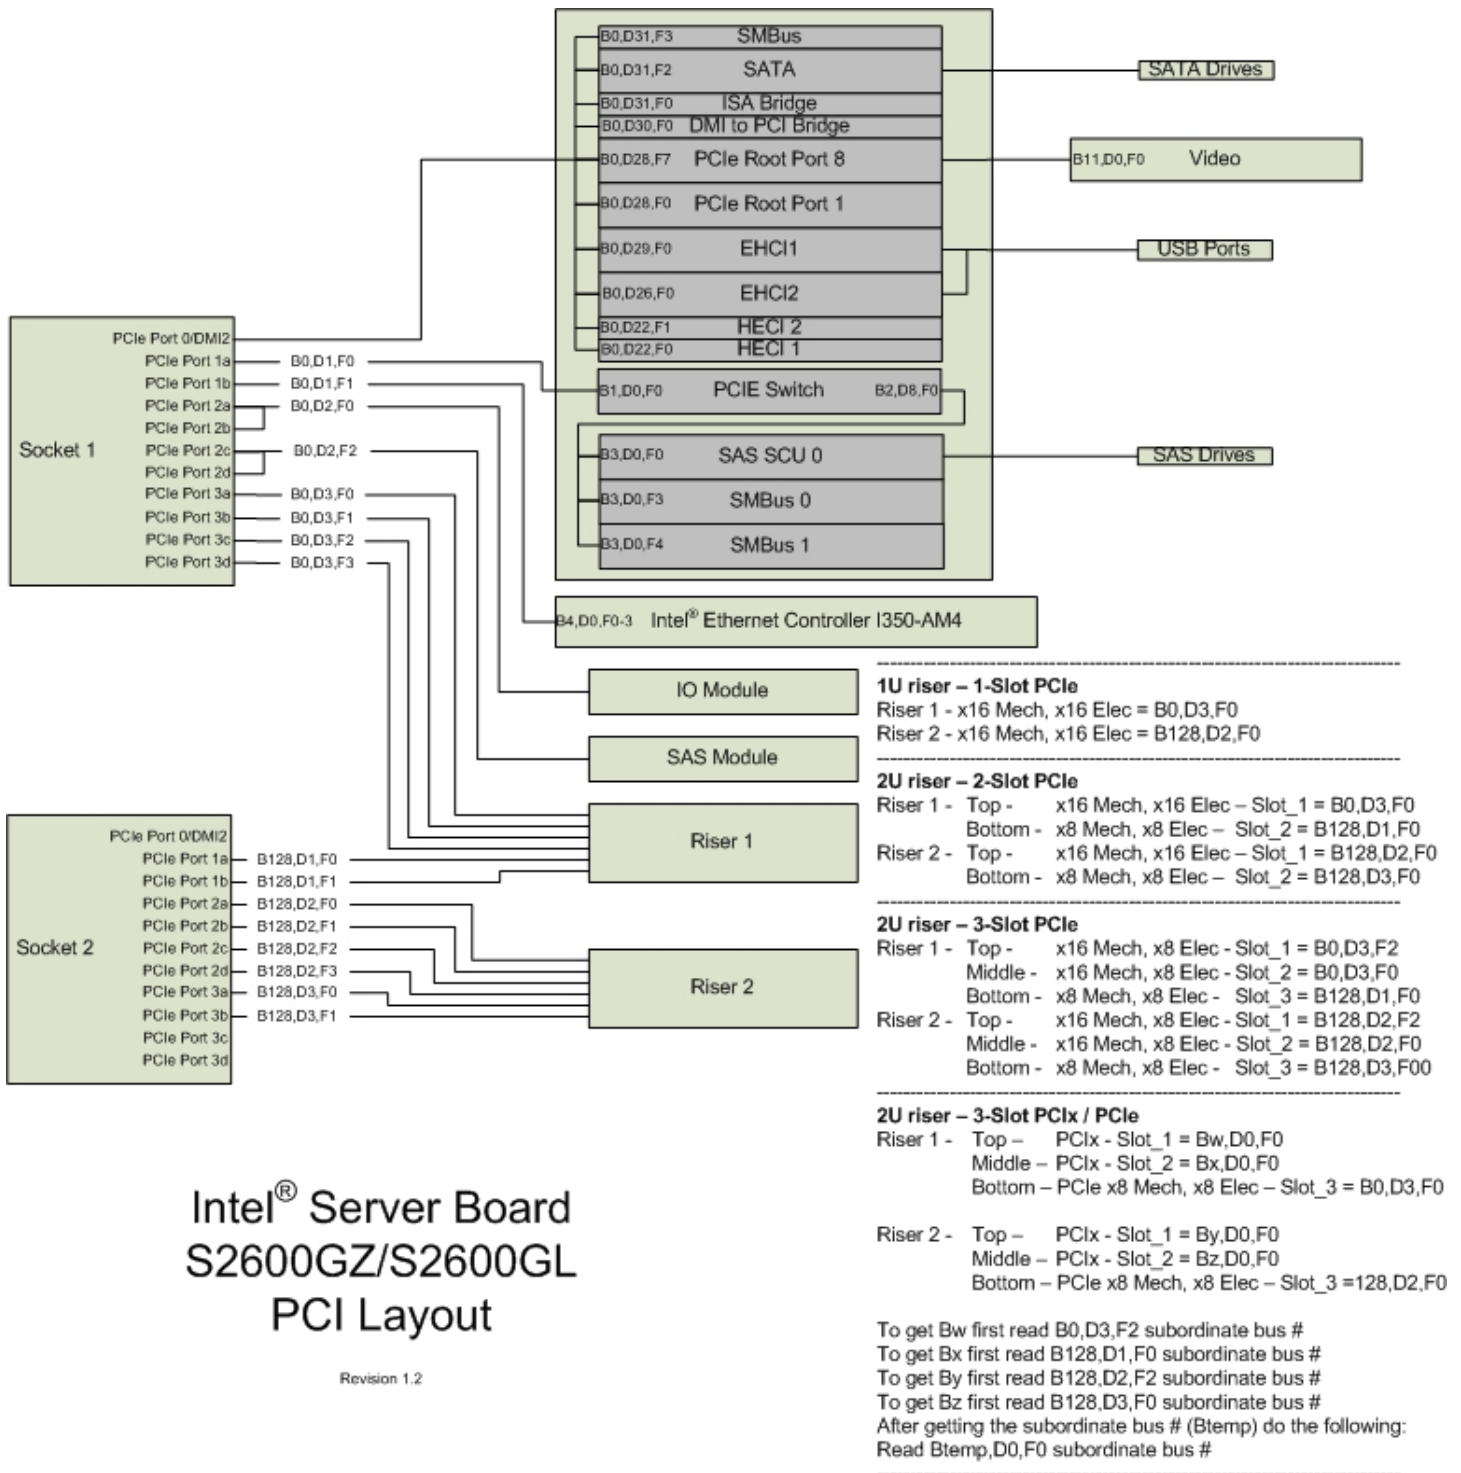 B0,D31,F3 SMBus
B0,D31,F2 SATA
SATA Drives
B0,D31,F0 ISA Bridge
B0,D30,F0 DMI to PCI Bridge
B0,D28,F7 PCIe Root Port 8
B11,D0,F0 Video
B0,D28,F0 PCIe Root Port 1
B0,D29,F0 EHCI1
USB Ports
B0,D26,F0 EHCI2
B0,D22,F1 HECI 2
B0,D22,F0 HECI 1
B1,D0,F0 PCIE Switch B2,D8,F0
B3,D0,F0 SAS SCU 0
SAS Drives
B3,D0,F3 SMBus 0
B3,D0,F4 SMBus 1
B4,D0,F0-3 Intel® Ethernet Controller I350-AM4
IO Module
SAS Module
Riser 1
Riser 2
Socket 1
PCIe Port 0/DMI2
PCIe Port 1a B0,D1,F0
PCIe Port 1b B0,D1,F1
PCIe Port 2a B0,D2,F0
PCIe Port 2b
PCIe Port 2c B0,D2,F2
PCIe Port 2d
PCIe Port 3a B0,D3,F0
PCIe Port 3b B0,D3,F1
PCIe Port 3c B0,D3,F2
PCIe Port 3d B0,D3,F3
Socket 2
PCIe Port 0/DMI2
PCIe Port 1a B128,D1,F0
PCIe Port 1b B128,D1,F1
PCIe Port 2a B128,D2,F0
PCIe Port 2b B128,D2,F1
PCIe Port 2c B128,D2,F2
PCIe Port 2d B128,D2,F3
PCIe Port 3a B128,D3,F0
PCIe Port 3b B128,D3,F1
PCIe Port 3c
PCIe Port 3d
1U riser – 1-Slot PCIe
Riser 1 - x16 Mech, x16 Elec = B0,D3,F0
Riser 2 - x16 Mech, x16 Elec = B128,D2,F0
2U riser – 2-Slot PCIe
Riser 1 - Top - x16 Mech, x16 Elec – Slot_1 = B0,D3,F0
Bottom - x8 Mech, x8 Elec – Slot_2 = B128,D1,F0
Riser 2 - Top - x16 Mech, x16 Elec – Slot_1 = B128,D2,F0
Bottom - x8 Mech, x8 Elec – Slot_2 = B128,D3,F0
2U riser – 3-Slot PCIe
Riser 1 - Top - x16 Mech, x8 Elec - Slot_1 = B0,D3,F2
Middle - x16 Mech, x8 Elec - Slot_2 = B0,D3,F0
Bottom - x8 Mech, x8 Elec - Slot_3 = B128,D1,F0
Riser 2 - Top - x16 Mech, x8 Elec - Slot_1 = B128,D2,F2
Middle - x16 Mech, x8 Elec - Slot_2 = B128,D2,F0
Bottom - x8 Mech, x8 Elec - Slot_3 = B128,D3,F00
2U riser – 3-Slot PCIx / PCIe
Riser 1 - Top – PCIx - Slot_1 = Bw,D0,F0
Middle – PCIx - Slot_2 = Bx,D0,F0
Bottom – PCIe x8 Mech, x8 Elec – Slot_3 = B0,D3,F0
Riser 2 - Top – PCIx - Slot_1 = By,D0,F0
Middle – PCIx - Slot_2 = Bz,D0,F0
Bottom – PCIe x8 Mech, x8 Elec – Slot_3 =128,D2,F0
To get Bw first read B0,D3,F2 subordinate bus #
To get Bx first read B128,D1,F0 subordinate bus #
To get By first read B128,D2,F2 subordinate bus #
To get Bz first read B128,D3,F0 subordinate bus #
After getting the subordinate bus # (Btemp) do the following:
Read Btemp,D0,F0 subordinate bus #
Intel® Server Board
S2600GZ/S2600GL
PCI Layout
Revision 1.2